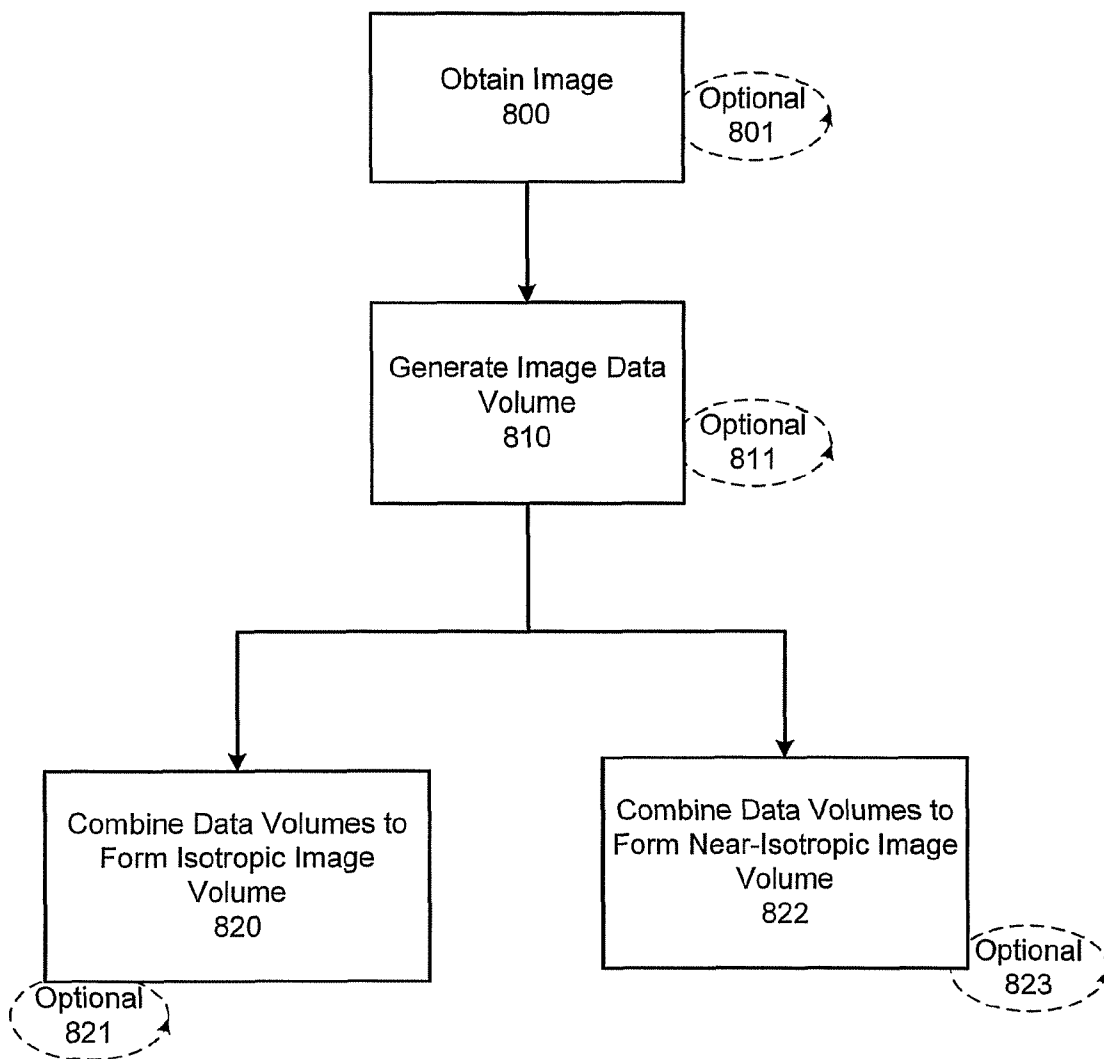 Obtain Image
800
Optional
801
Generate Image Data
Volume
810
Optional
811
Combine Data Volumes to
Form Isotropic Image
Volume
820
Optional
821
Combine Data Volumes to
Form Near-Isotropic Image
Volume
822
Optional
823